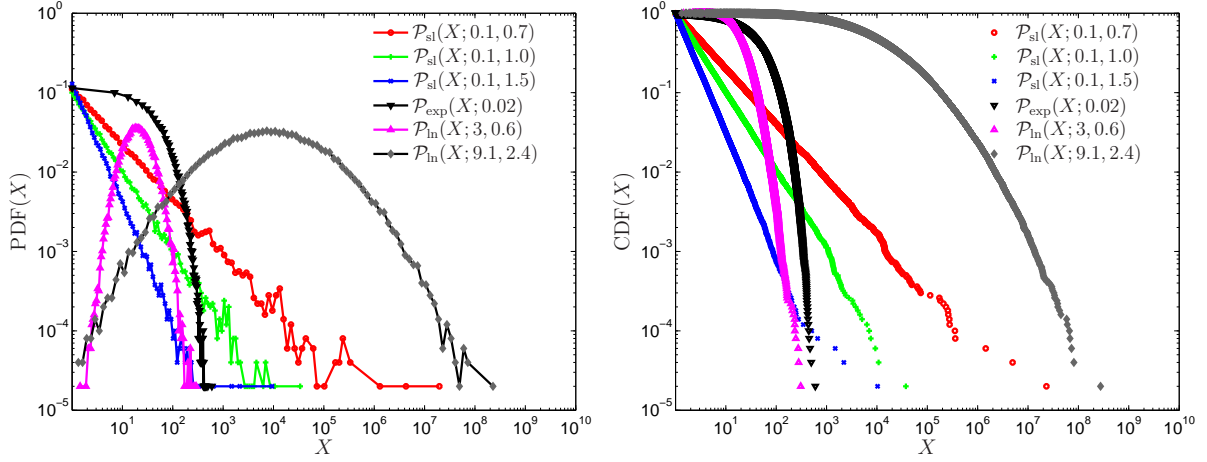 10^0
10^-1
10^-2
10^-3
10^-4
10^-5
PDF(X)
10^1 10^2 10^3 10^4 10^5 10^6 10^7 10^8 10^9 10^10
X
P_sl(X; 0.1, 0.7)
P_sl(X; 0.1, 1.0)
P_sl(X; 0.1, 1.5)
P_exp(X; 0.02)
P_ln(X; 3, 0.6)
P_ln(X; 9.1, 2.4)
10^0
10^-1
10^-2
10^-3
10^-4
10^-5
CDF(X)
10^1 10^2 10^3 10^4 10^5 10^6 10^7 10^8 10^9 10^10
X
P_sl(X; 0.1, 0.7)
P_sl(X; 0.1, 1.0)
P_sl(X; 0.1, 1.5)
P_exp(X; 0.02)
P_ln(X; 3, 0.6)
P_ln(X; 9.1, 2.4)